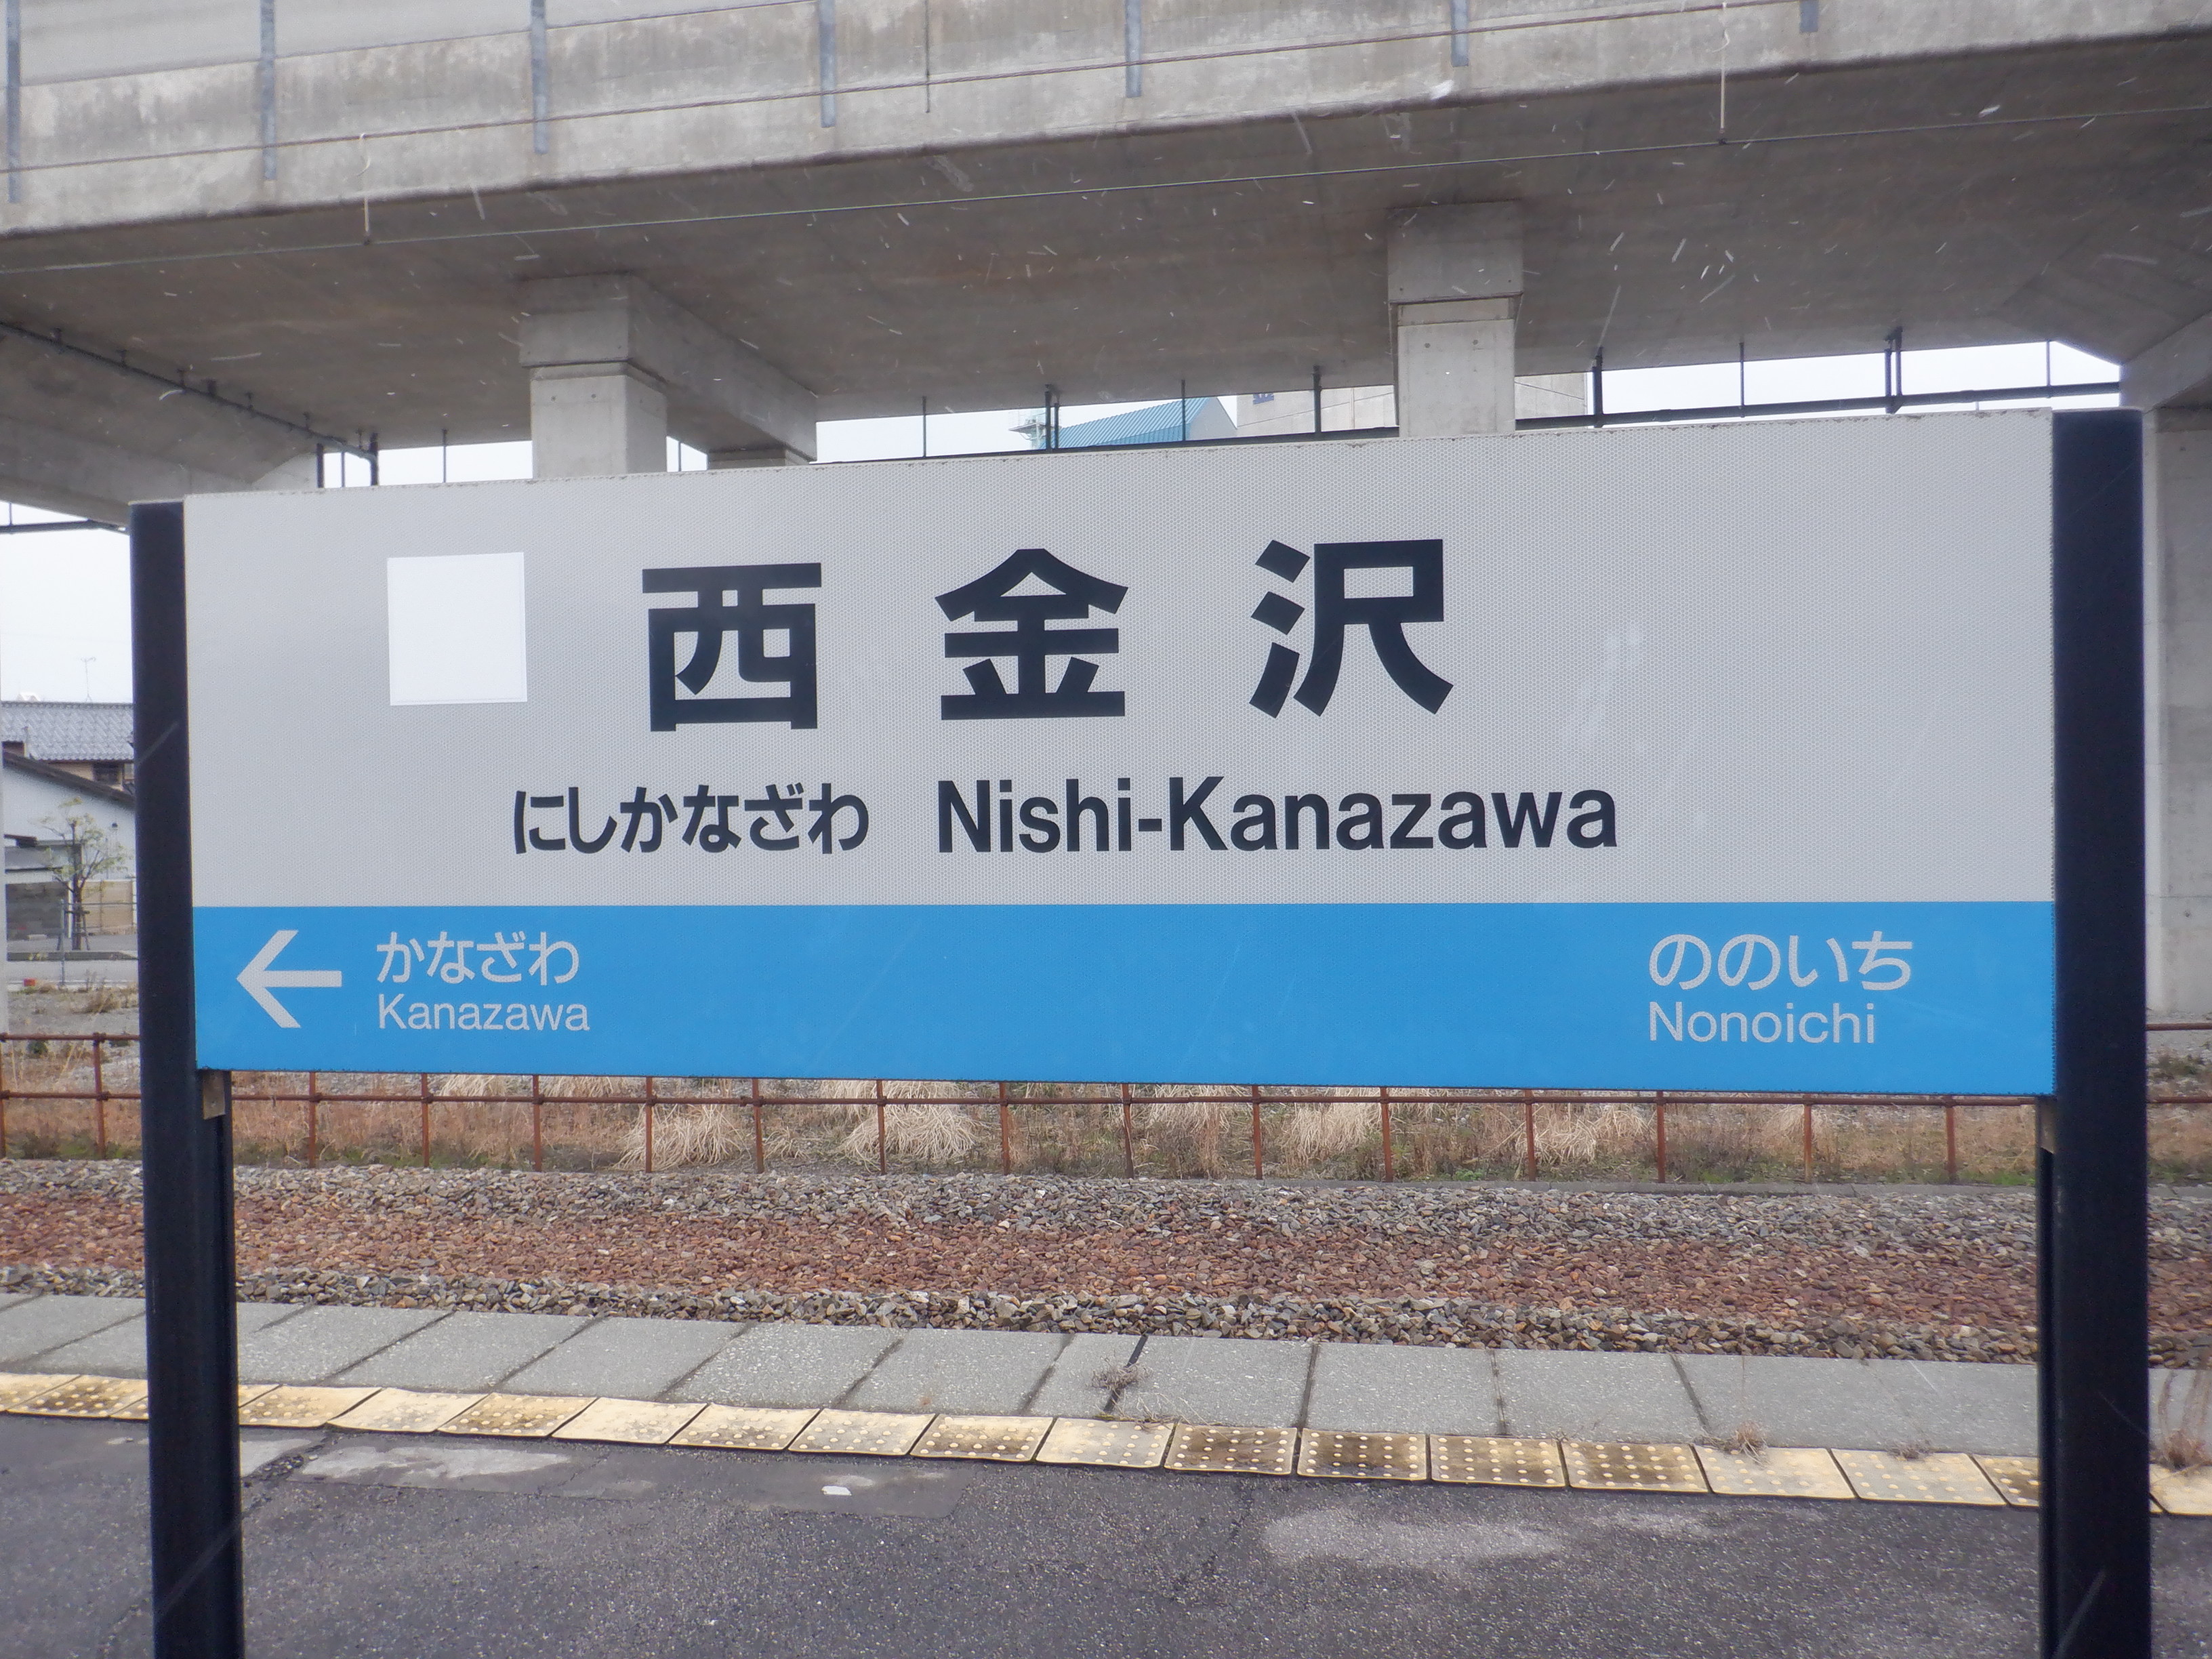 西金沢
にしかなざわ Nishi-Kanazawa
← かなざわ
Kanazawa
ののいち
Nonoichi